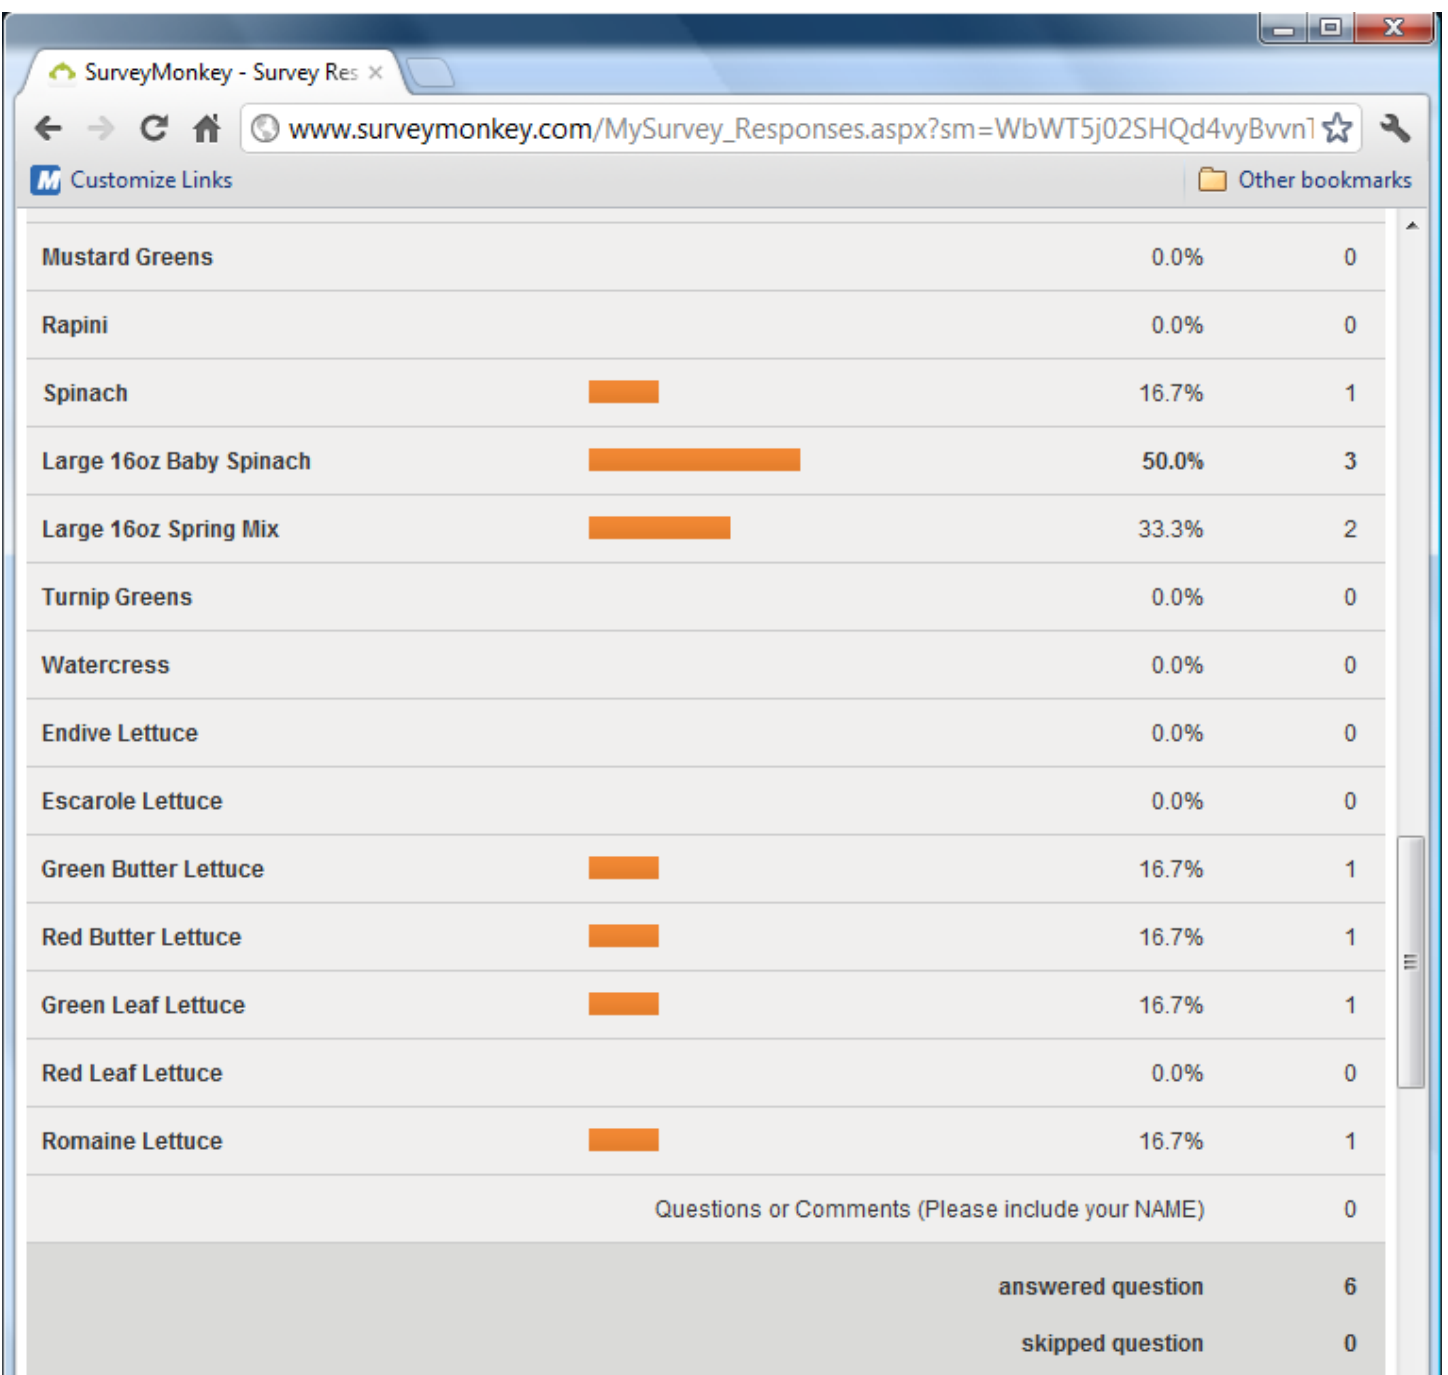 SurveyMonkey - Survey Res
www.surveymonkey.com/MySurvey_Responses.aspx?sm=WbWT5j02SHQd4vyBvvn
Customize Links Other bookmarks
Mustard Greens 0.0% 0
Rapini 0.0% 0
Spinach 16.7% 1
Large 16oz Baby Spinach 50.0% 3
Large 16oz Spring Mix 33.3% 2
Turnip Greens 0.0% 0
Watercress 0.0% 0
Endive Lettuce 0.0% 0
Escarole Lettuce 0.0% 0
Green Butter Lettuce 16.7% 1
Red Butter Lettuce 16.7% 1
Green Leaf Lettuce 16.7% 1
Red Leaf Lettuce 0.0% 0
Romaine Lettuce 16.7% 1
Questions or Comments (Please include your NAME) 0
answered question 6
skipped question 0